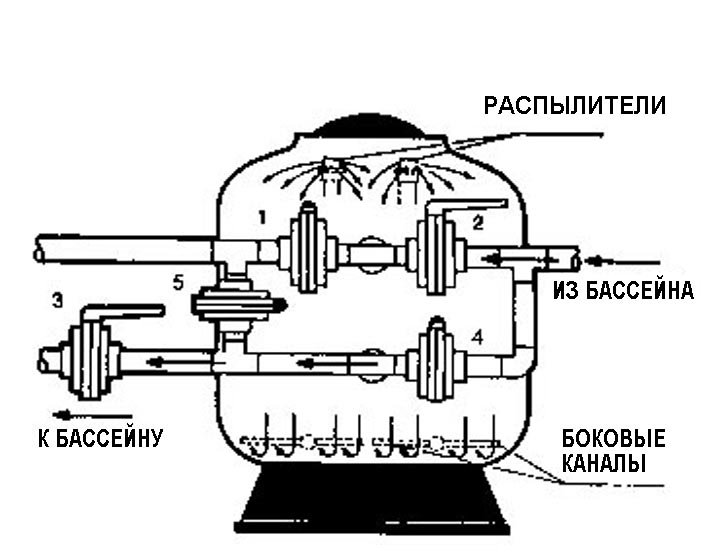 РАСПЫЛИТЕЛИ
1
2
ИЗ БАССЕЙНА
3
5
4
К БАССЕЙНУ
БОКОВЫЕ
КАНАЛЫ